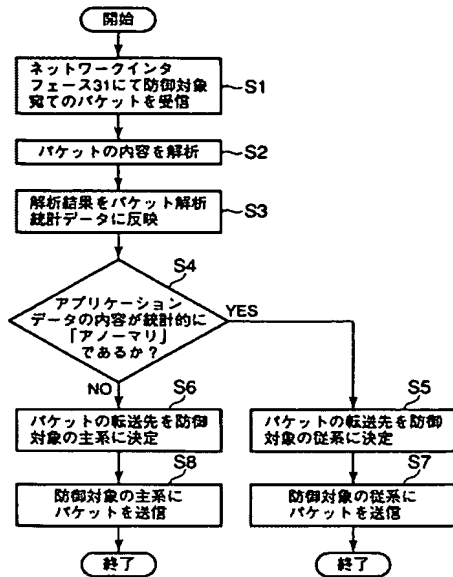 開始
ネットワークインタ
フェース31にて防御対象
宛てのパケットを受信
S1
パケットの内容を解析
S2
解析結果をパケット解析
統計データに反映
S3
S4
アプリケーション
データの内容が統計的に
「アノーマリ」
であるか?
YES
NO
S6
パケットの転送先を防御
対象の主系に決定
S5
パケットの転送先を防御
対象の従系に決定
S8
防御対象の主系に
パケットを送信
S7
防御対象の従系に
パケットを送信
終了
終了